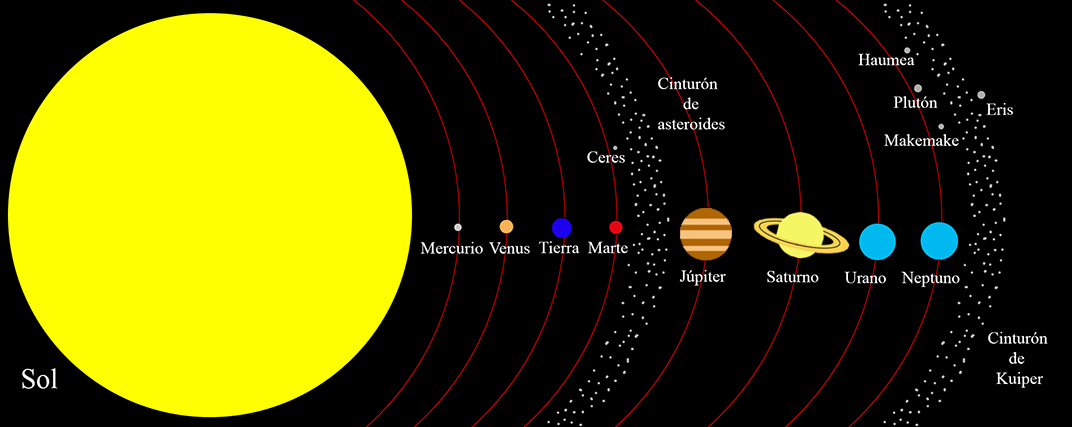 Sol
Mercurio
Venus
Tierra
Marte
Ceres
Cinturón
de
asteroides
Júpiter
Saturno
Urano
Neptuno
Haumea
Plutón
Makemake
Eris
Cinturón
de
Kuiper